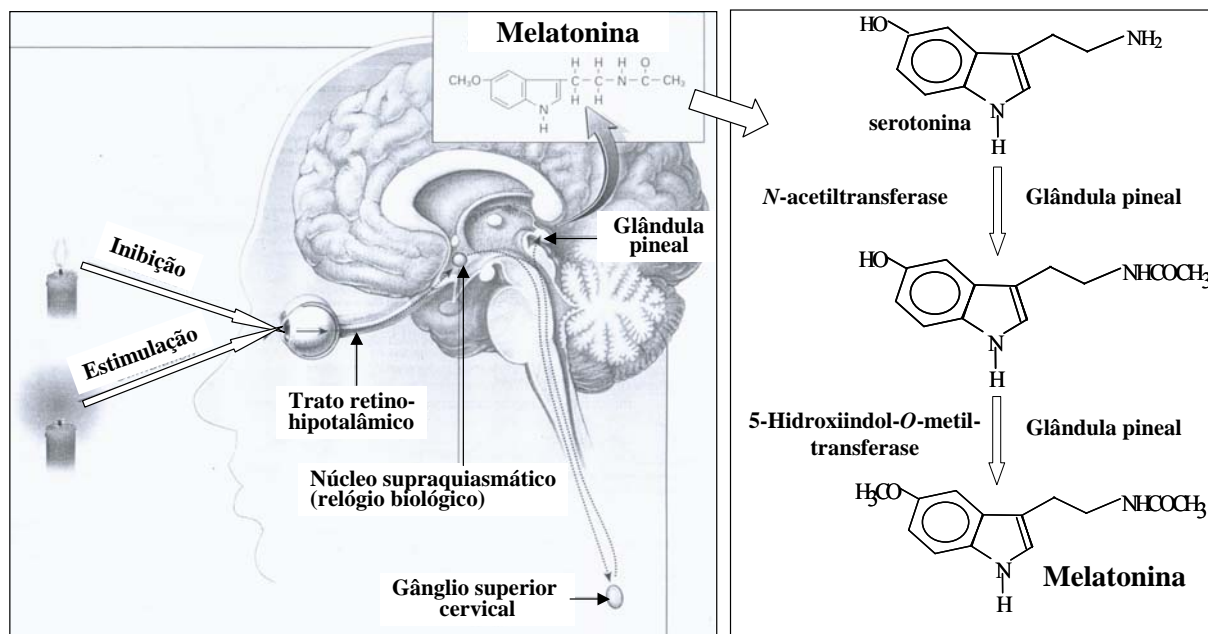 Melatonina
CH₃O
H H H O
C C N C CH₃
H H
N
H
Glândula
pineal
Inibição
Estimulação
Trato retino-
hipotalâmico
Núcleo supraquiasmático
(relógio biológico)
Gânglio superior
cervical
HO
NH₂
N
H
serotonina
N-acetiltransferase
Glândula pineal
HO
NHCOCH₃
N
H
5-Hidroxiindol-O-metil-
transferase
Glândula pineal
H₃CO
NHCOCH₃
N
H
Melatonina